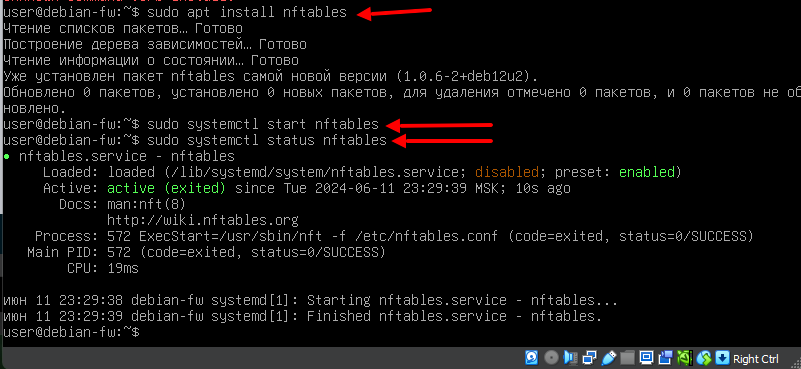 user@debian-fw:~$ sudo apt install nftables
Чтение списков пакетов… Готово
Построение дерева зависимостей… Готово
Чтение информации о состоянии… Готово
Уже установлен пакет nftables самой новой версии (1.0.6-2+deb12u2).
Обновлено 0 пакетов, установлено 0 новых пакетов, для удаления отмечено 0 пакетов, и 0 пакетов не об
новлено.
user@debian-fw:~$ sudo systemctl start nftables
user@debian-fw:~$ sudo systemctl status nftables
● nftables.service - nftables
Loaded: loaded (/lib/systemd/system/nftables.service; disabled; preset: enabled)
Active: active (exited) since Tue 2024-06-11 23:29:39 MSK; 10s ago
Docs: man:nft(8)
http://wiki.nftables.org
Process: 572 ExecStart=/usr/sbin/nft -f /etc/nftables.conf (code=exited, status=0/SUCCESS)
Main PID: 572 (code=exited, status=0/SUCCESS)
CPU: 19ms
июн 11 23:29:38 debian-fw systemd[1]: Starting nftables.service - nftables...
июн 11 23:29:39 debian-fw systemd[1]: Finished nftables.service - nftables.
user@debian-fw:~$
Right Ctrl